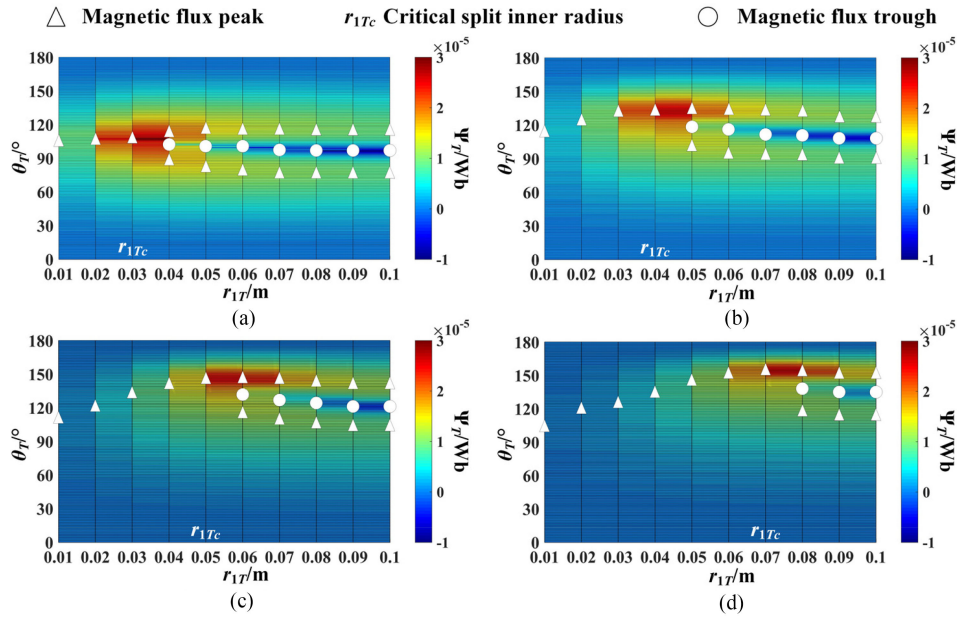 Magnetic flux peak r1Tc Critical split inner radius Magnetic flux trough
(a)
180
150
120
90
60
30
0
θT/°
r1Tc
0.01 0.02 0.03 0.04 0.05 0.06 0.07 0.08 0.09 0.1
r1T/m
×10⁻⁵
3
2
1
0
-1
ΨT/Wb
(a)
180
150
120
90
60
30
0
θT/°
r1Tc
0.01 0.02 0.03 0.04 0.05 0.06 0.07 0.08 0.09 0.1
r1T/m
×10⁻⁵
3
2
1
0
-1
ΨT/Wb
(b)
(b)
180
150
120
90
60
30
0
θT/°
r1Tc
0.01 0.02 0.03 0.04 0.05 0.06 0.07 0.08 0.09 0.1
r1T/m
×10⁻⁵
3
2
1
0
-1
ΨT/Wb
(c)
180
150
120
90
60
30
0
θT/°
r1Tc
0.01 0.02 0.03 0.04 0.05 0.06 0.07 0.08 0.09 0.1
r1T/m
×10⁻⁵
3
2
1
0
-1
ΨT/Wb
(d)